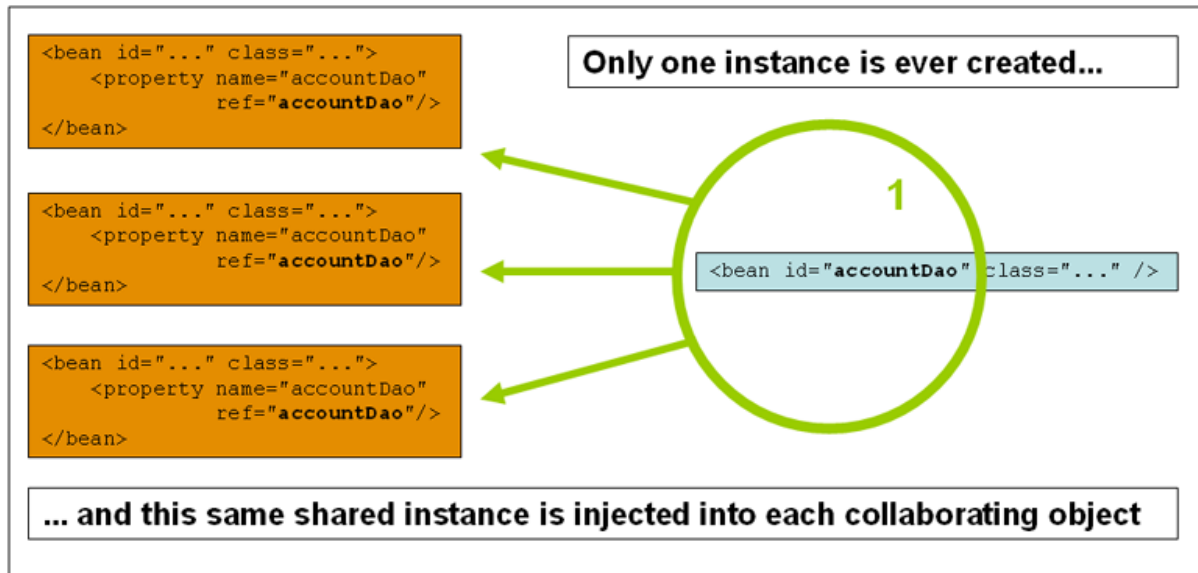 <bean id="..." class="...">
<property name="accountDao"
ref="accountDao"/>
</bean>
Only one instance is ever created...
<bean id="..." class="...">
<property name="accountDao"
ref="accountDao"/>
</bean>
1
<bean id="accountDao" class="..." />
<bean id="..." class="...">
<property name="accountDao"
ref="accountDao"/>
</bean>
... and this same shared instance is injected into each collaborating object